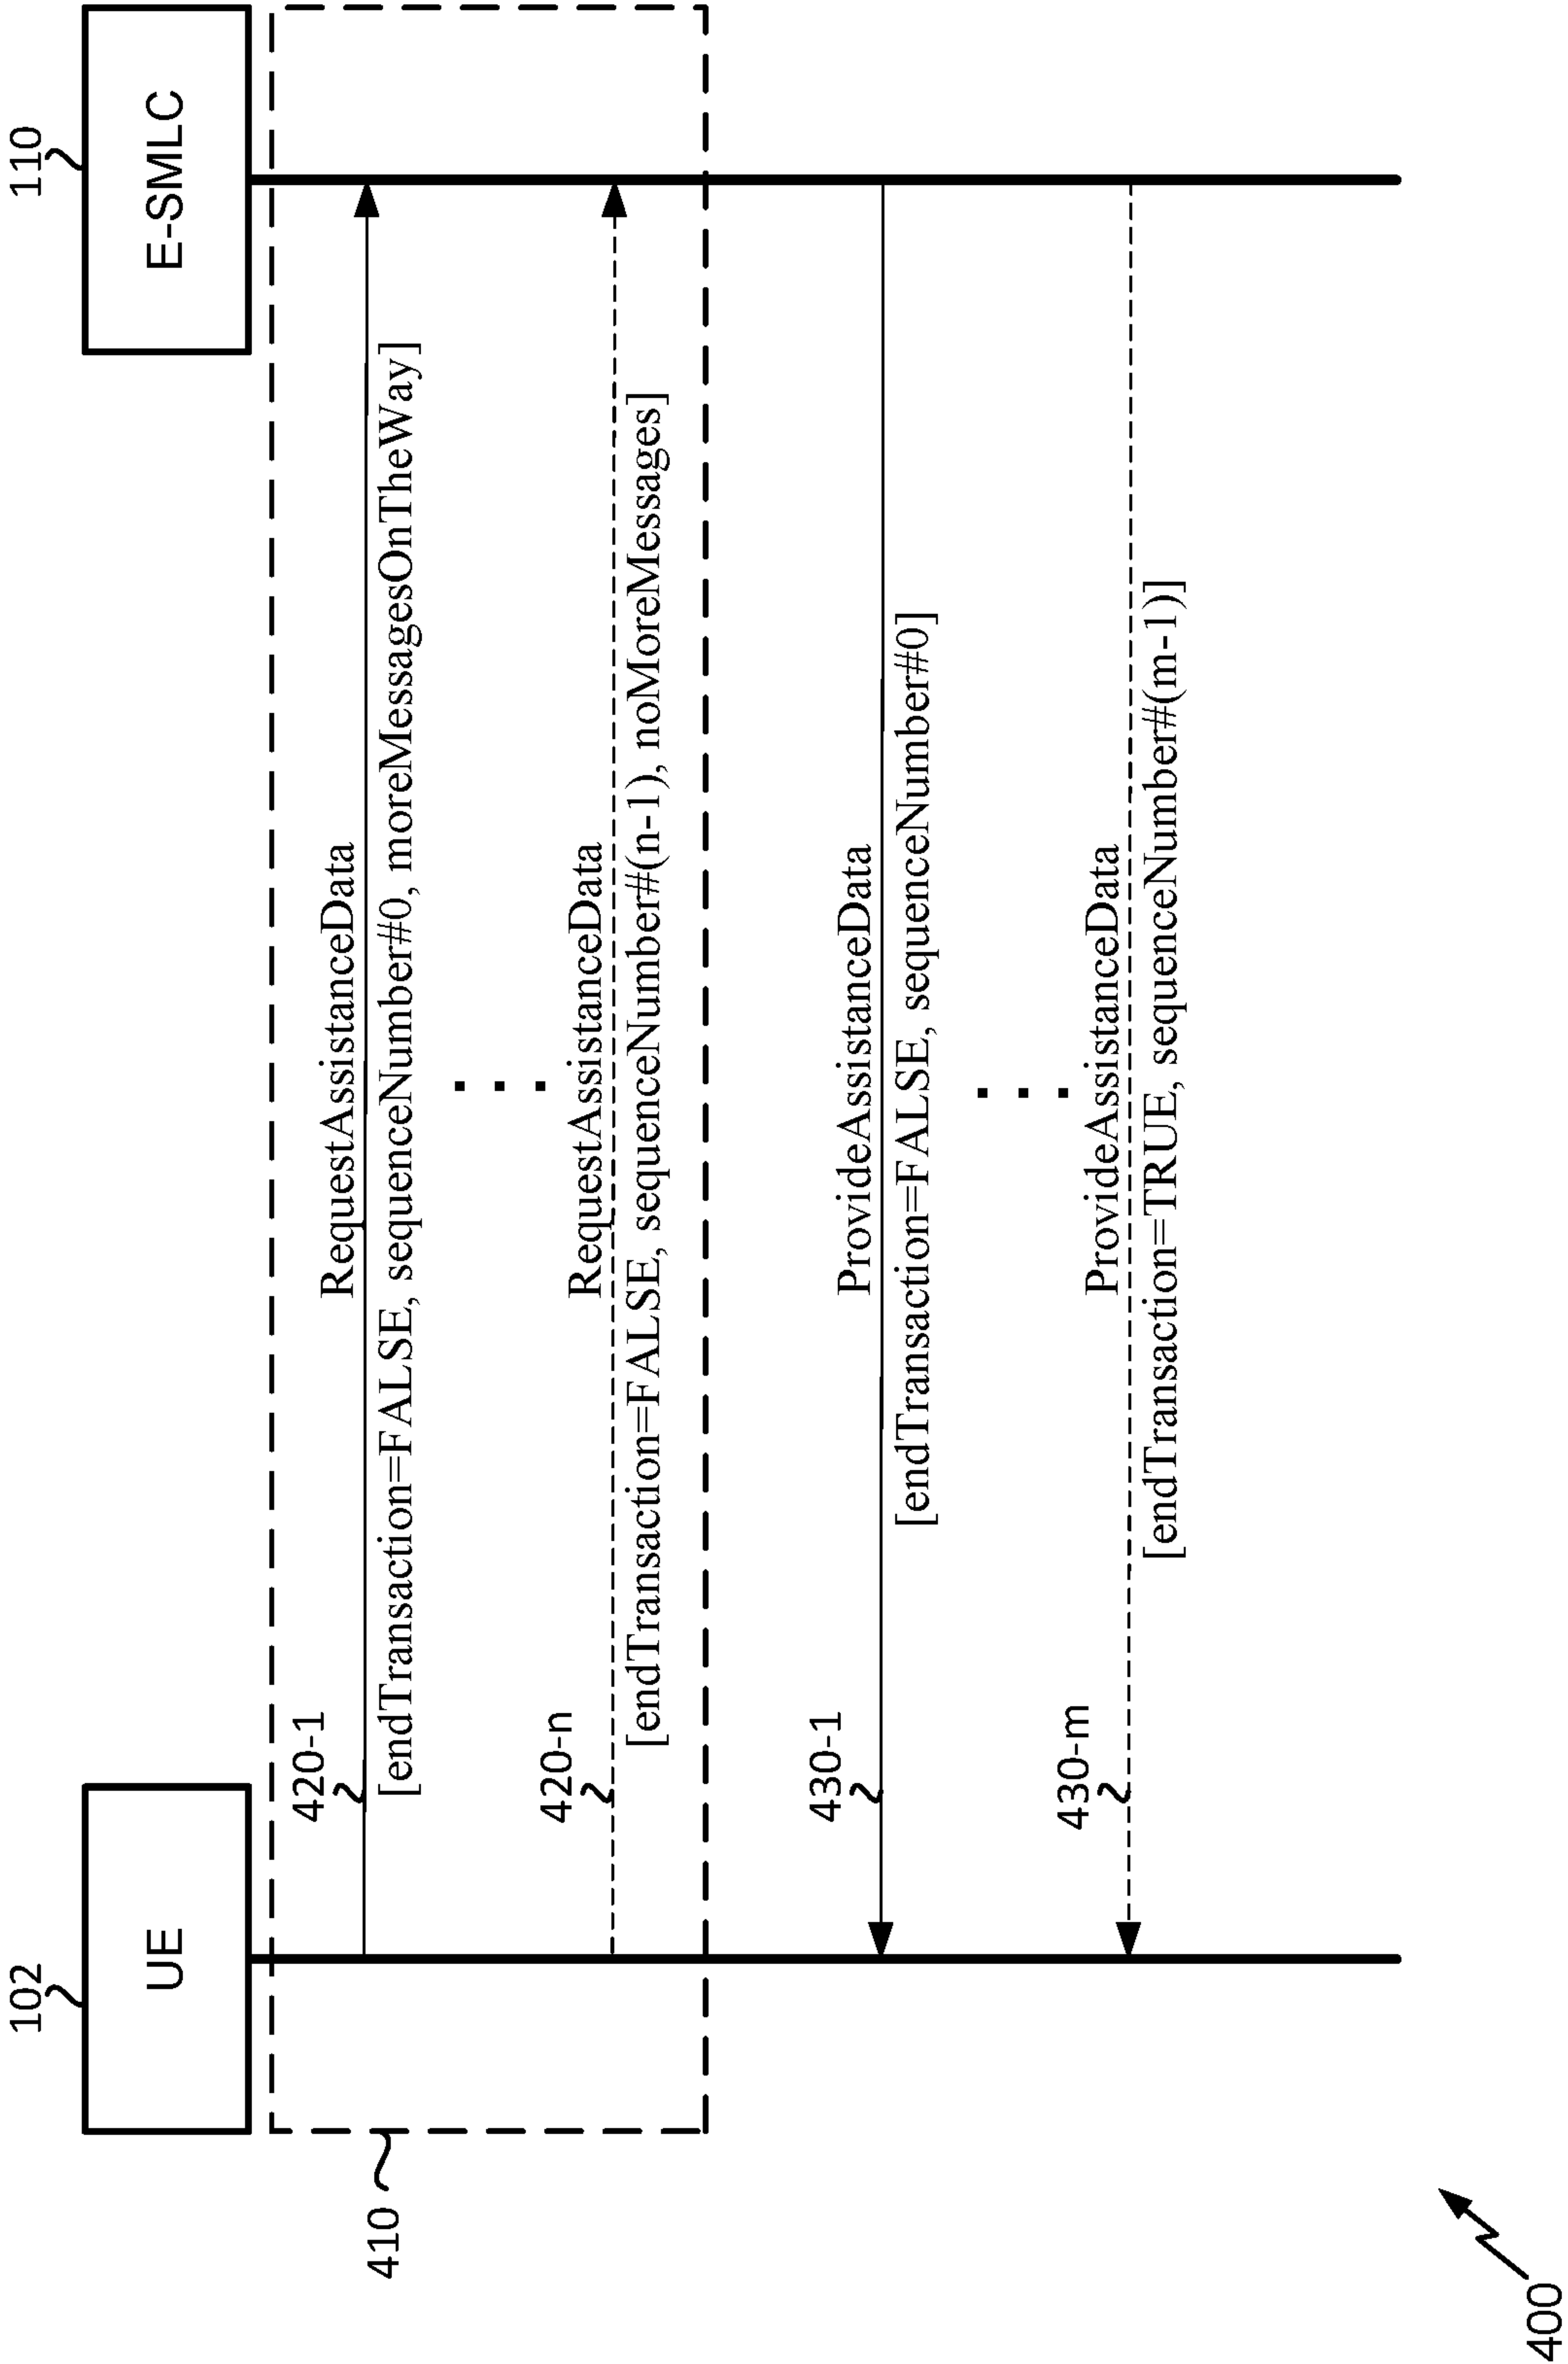 102
110
UE
E-SMLC
410
420-1
RequestAssistanceData
[endTransaction=FALSE, sequenceNumber#0, moreMessagesOnTheWay]
420-n
RequestAssistanceData
[endTransaction=FALSE, sequenceNumber#(n-1), noMoreMessages]
430-1
ProvideAssistanceData
[endTransaction=FALSE, sequenceNumber#0]
430-m
ProvideAssistanceData
[endTransaction=TRUE, sequenceNumber#(m-1)]
400